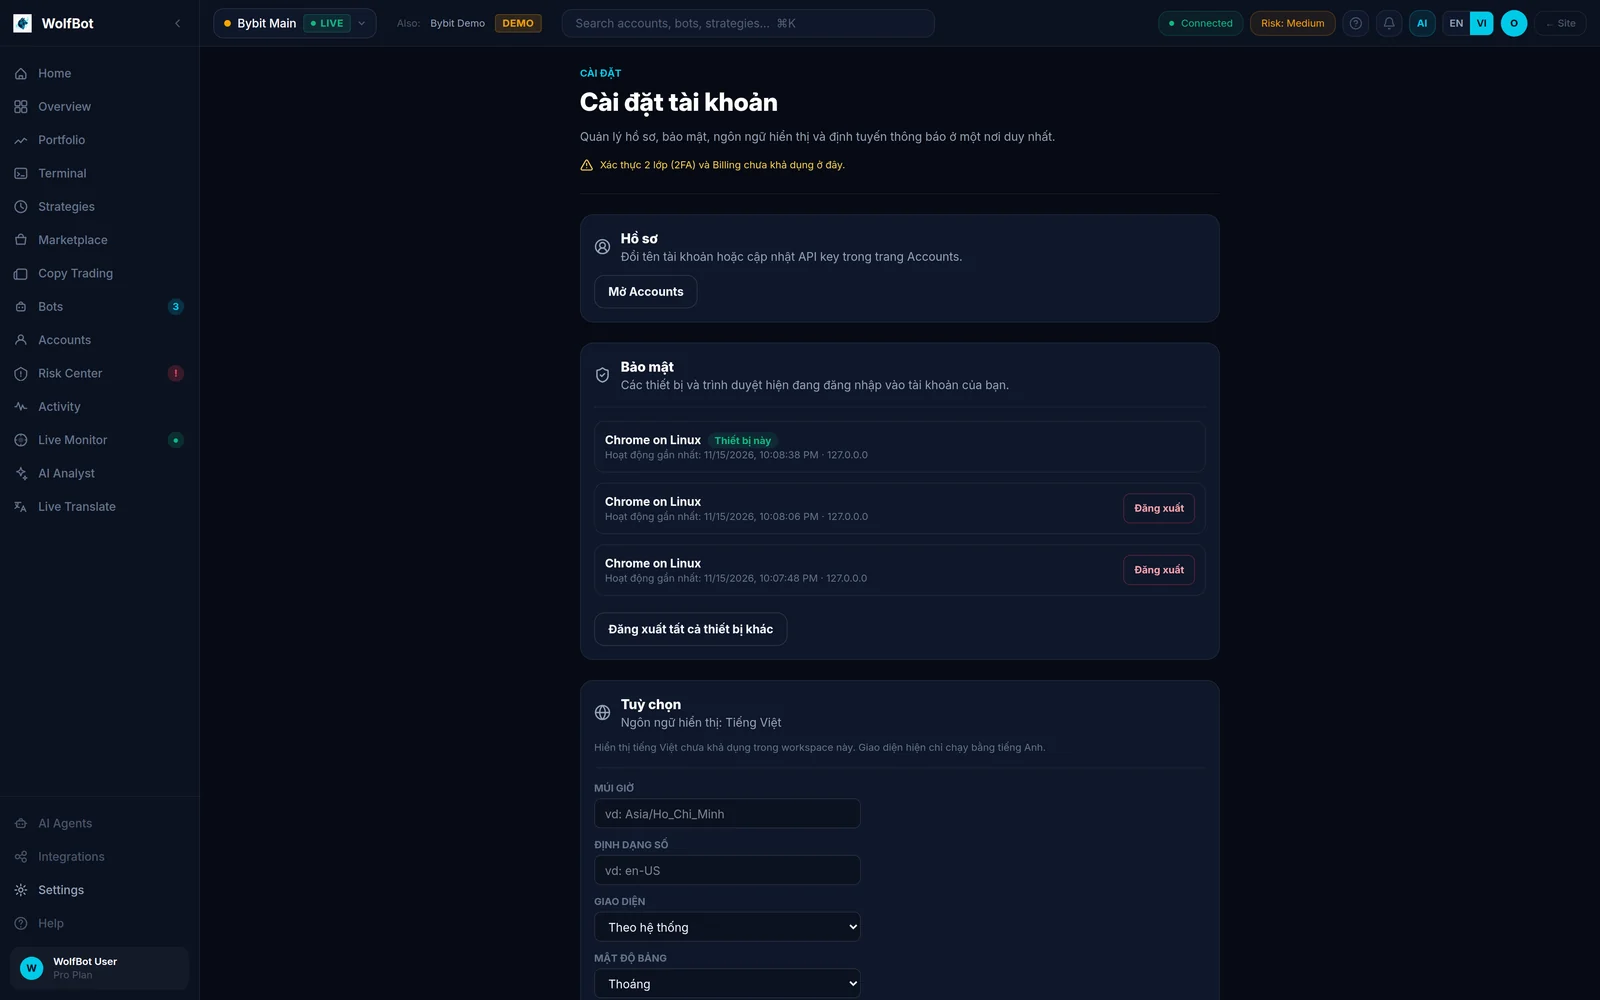 WolfBot
Bybit Main
LIVE
Also:
Bybit Demo
DEMO
Search accounts, bots, strategies... ⌘K
Connected
Risk: Medium
AI
EN
VI
O
← Site
Home
Overview
Portfolio
Terminal
Strategies
Marketplace
Copy Trading
Bots
3
Accounts
Risk Center
!
Activity
Live Monitor
AI Analyst
Live Translate
AI Agents
Integrations
Settings
Help
W
WolfBot User
Pro Plan
CÀI ĐẶT
Cài đặt tài khoản
Quản lý hồ sơ, bảo mật, ngôn ngữ hiển thị và định tuyến thông báo ở một nơi duy nhất.
Xác thực 2 lớp (2FA) và Billing chưa khả dụng ở đây.
Hồ sơ
Đổi tên tài khoản hoặc cập nhật API key trong trang Accounts.
Mở Accounts
Bảo mật
Các thiết bị và trình duyệt hiện đang đăng nhập vào tài khoản của bạn.
Chrome on Linux
Thiết bị này
Hoạt động gần nhất: 11/15/2026, 10:08:38 PM · 127.0.0.0
Chrome on Linux
Hoạt động gần nhất: 11/15/2026, 10:08:06 PM · 127.0.0.0
Đăng xuất
Chrome on Linux
Hoạt động gần nhất: 11/15/2026, 10:07:48 PM · 127.0.0.0
Đăng xuất
Đăng xuất tất cả thiết bị khác
Tuỳ chọn
Ngôn ngữ hiển thị: Tiếng Việt
Hiển thị tiếng Việt chưa khả dụng trong workspace này. Giao diện hiện chỉ chạy bằng tiếng Anh.
MÚI GIỜ
vd: Asia/Ho_Chi_Minh
ĐỊNH DẠNG SỐ
vd: en-US
GIAO DIỆN
Theo hệ thống
MẬT ĐỘ BẢNG
Thoáng